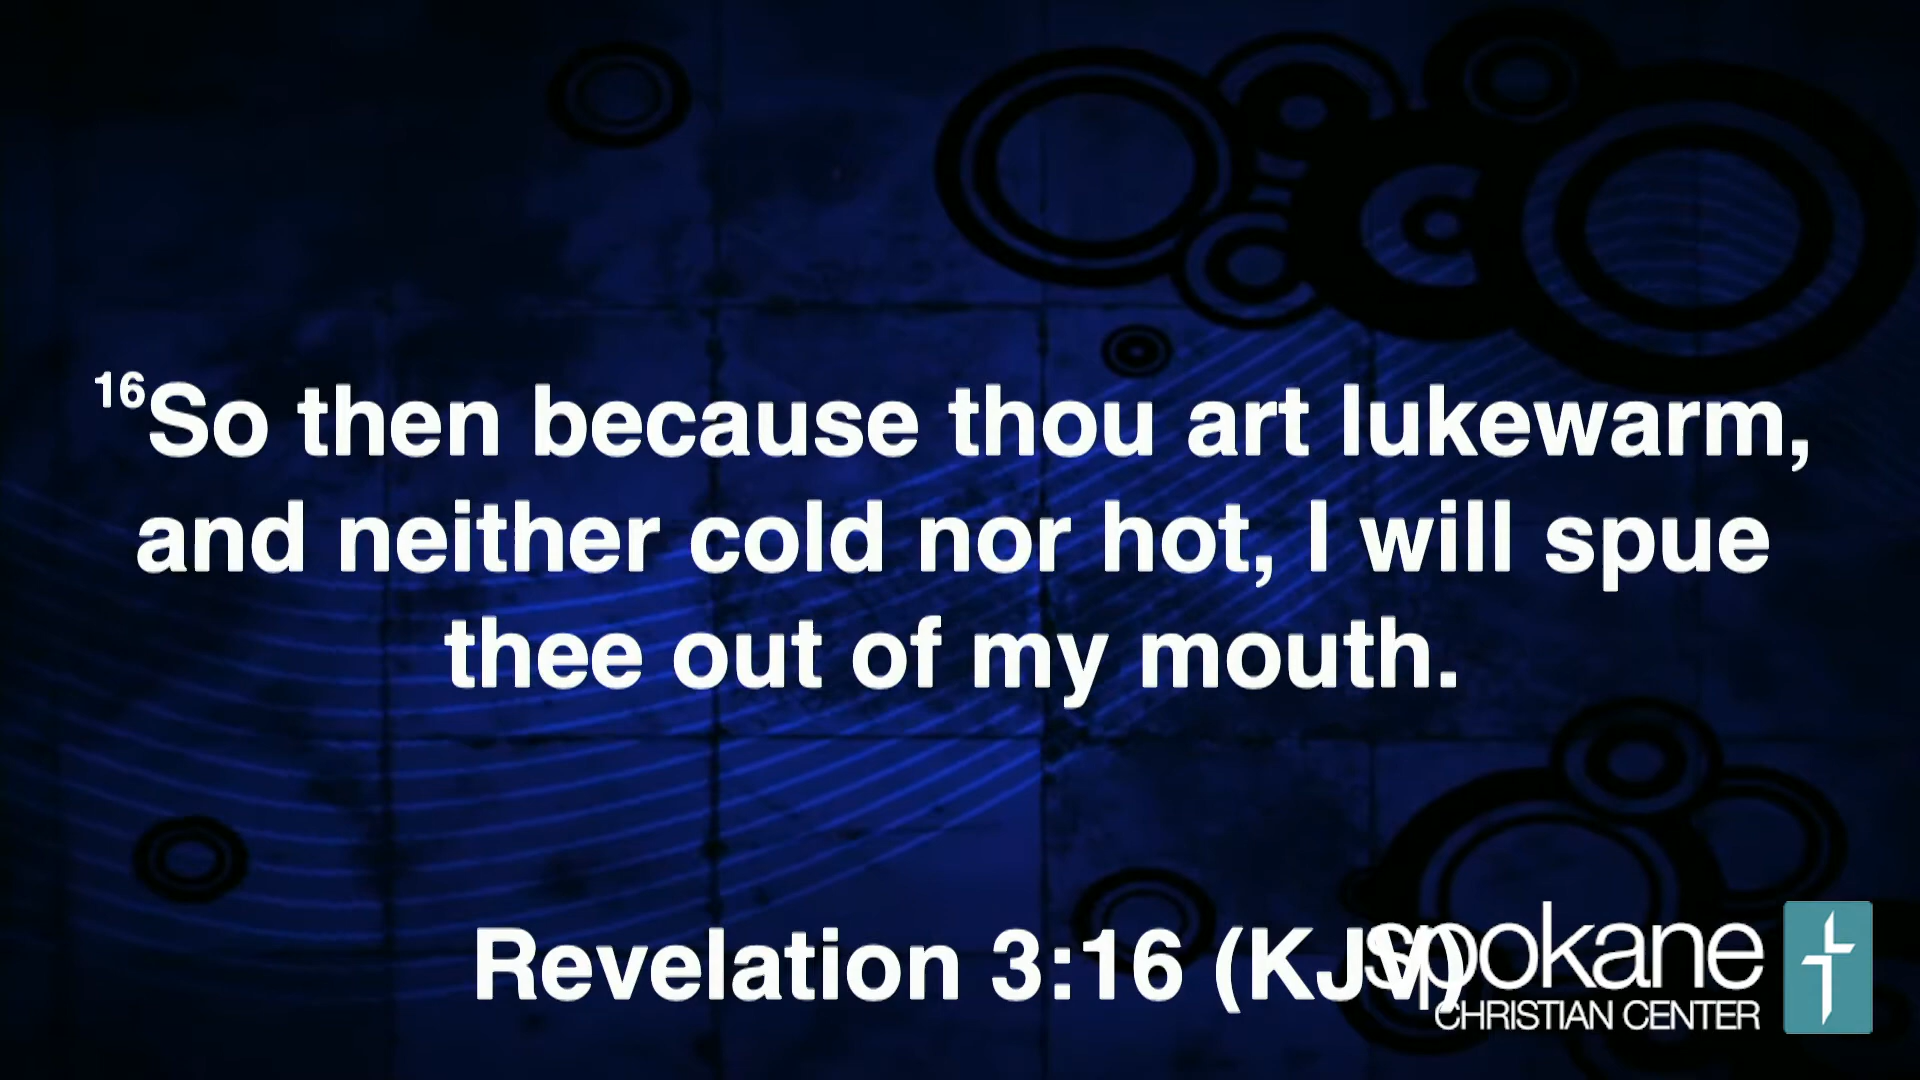 16So then because thou art lukewarm,
and neither cold nor hot, I will spue
thee out of my mouth.
Revelation 3:16 (KJV)
spokane
CHRISTIAN CENTER